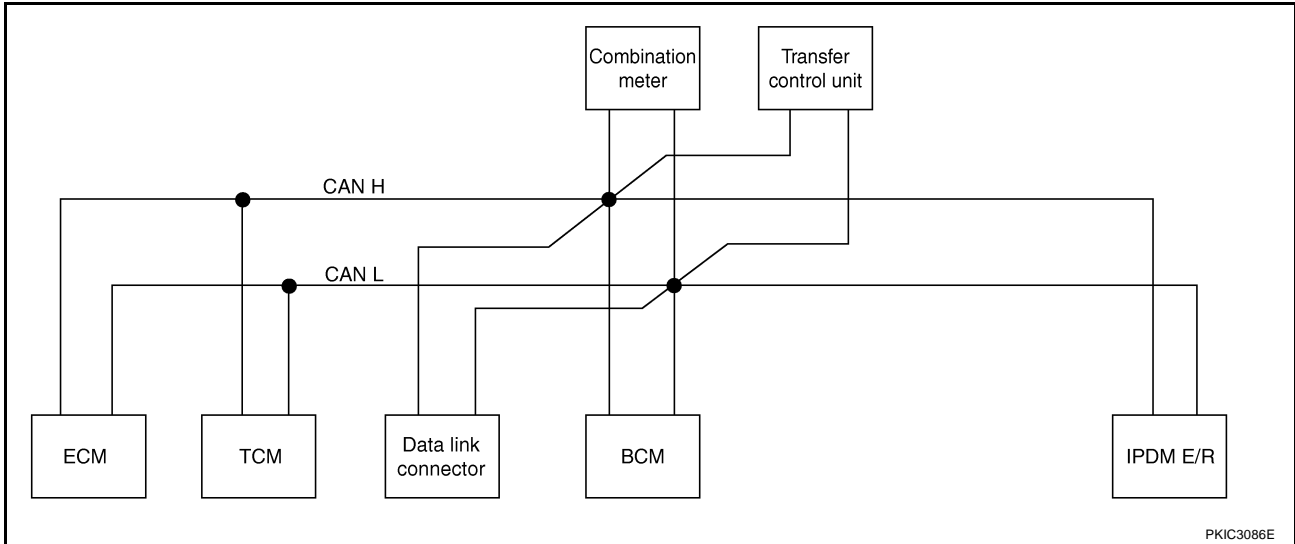 Combination
meter
Transfer
control unit
CAN H
CAN L
ECM
TCM
Data link
connector
BCM
IPDM E/R
PKIC3086E